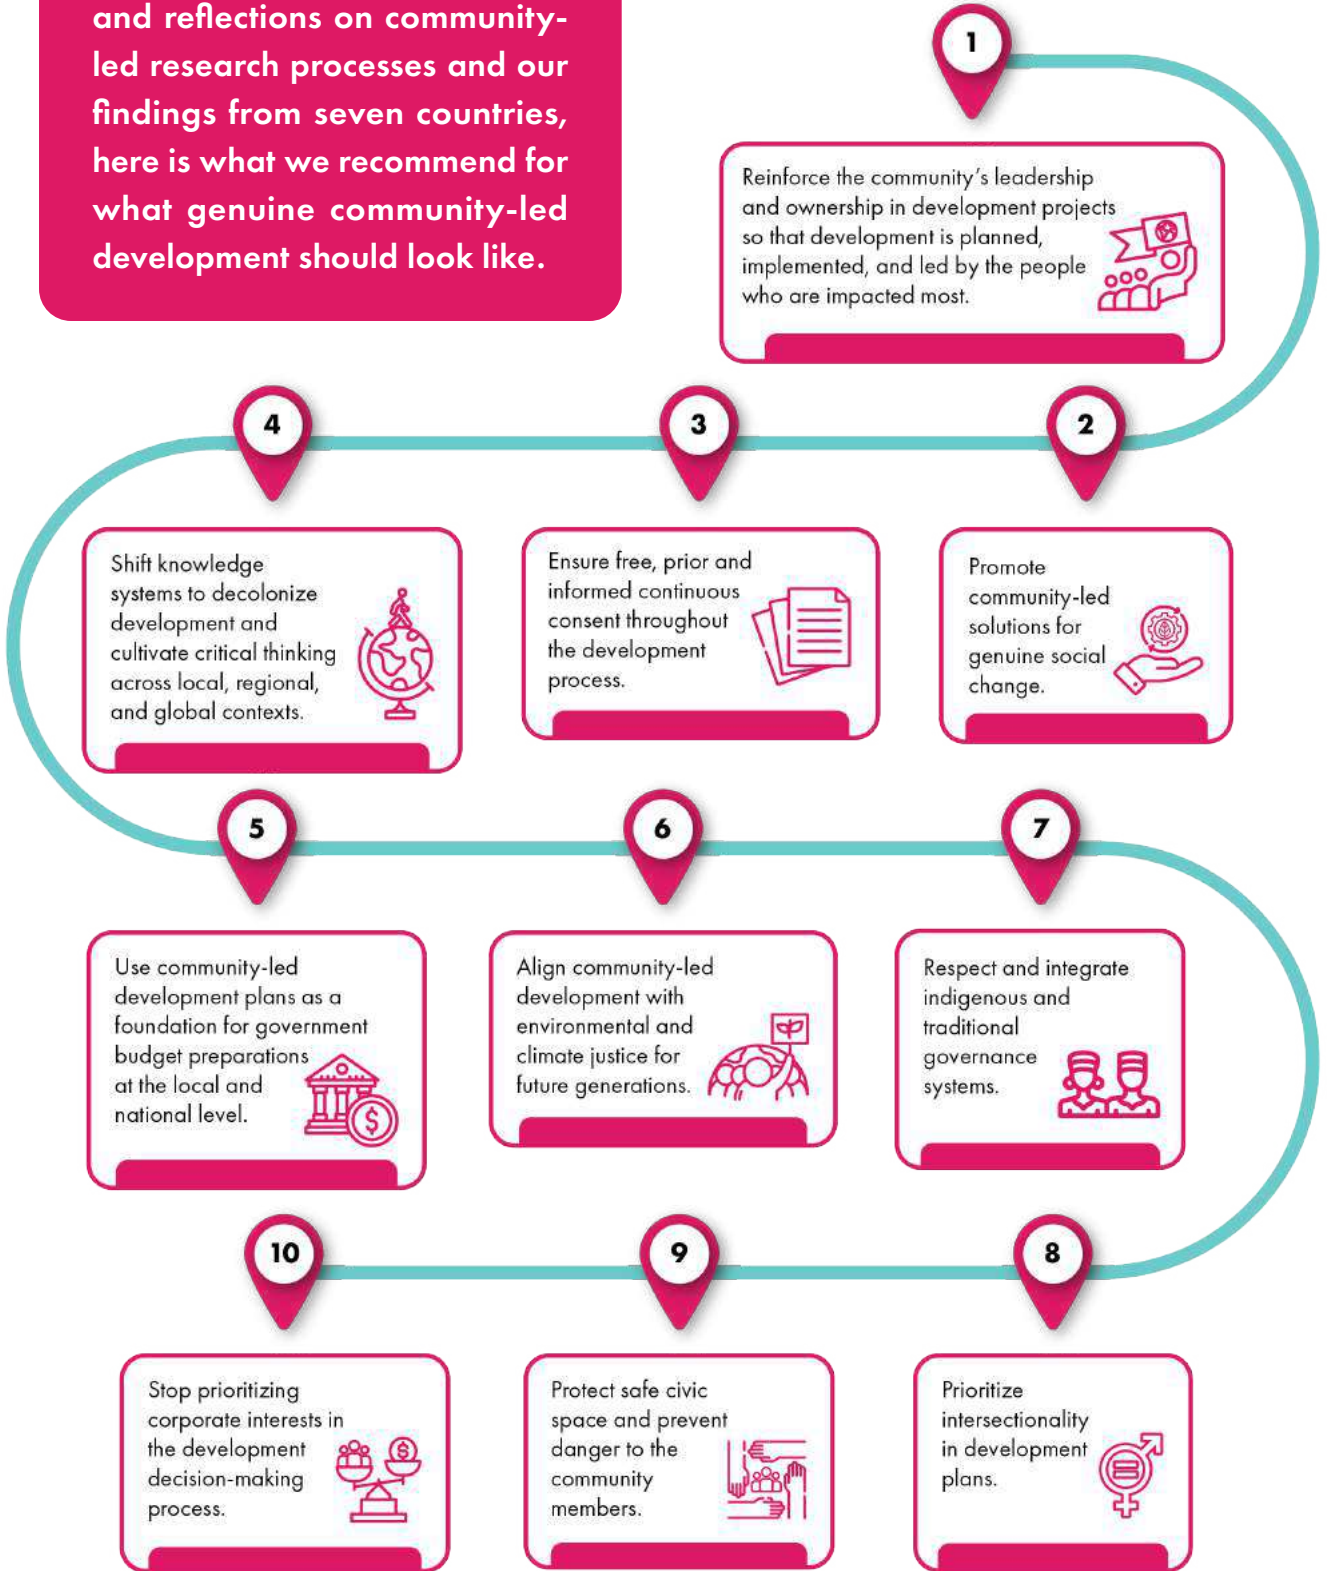 and reflections on community-
led research processes and our
findings from seven countries,
here is what we recommend for
what genuine community-led
development should look like.
1
Reinforce the community's leadership
and ownership in development projects
so that development is planned,
implemented, and led by the people
who are impacted most.
2
Promote
community-led
solutions for
genuine social
change.
3
Ensure free, prior and
informed continuous
consent throughout
the development
process.
4
Shift knowledge
systems to decolonize
development and
cultivate critical thinking
across local, regional,
and global contexts.
5
Use community-led
development plans as a
foundation for government
budget preparations
at the local and
national level.
6
Align community-led
development with
environmental and
climate justice for
future generations.
7
Respect and integrate
indigenous and
traditional
governance
systems.
8
Prioritize
intersectionality
in development
plans.
9
Protect safe civic
space and prevent
danger to the
community
members.
10
Stop prioritizing
corporate interests in
the development
decision-making
process.